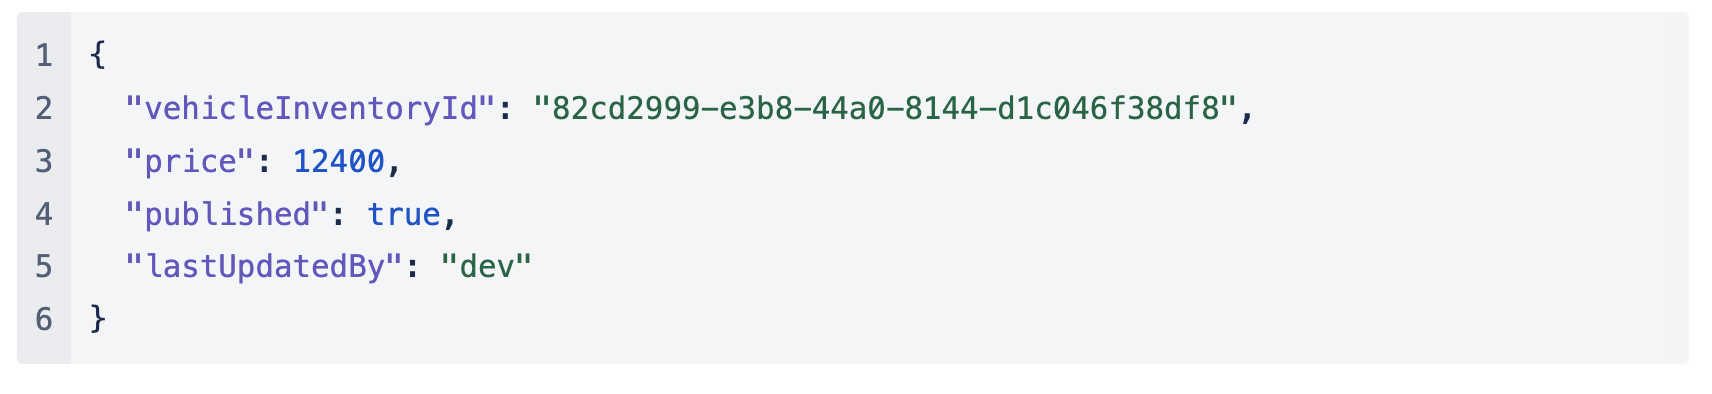 1 {
2   "vehicleInventoryId": "82cd2999-e3b8-44a0-8144-d1c046f38df8",
3   "price": 12400,
4   "published": true,
5   "lastUpdatedBy": "dev"
6 }